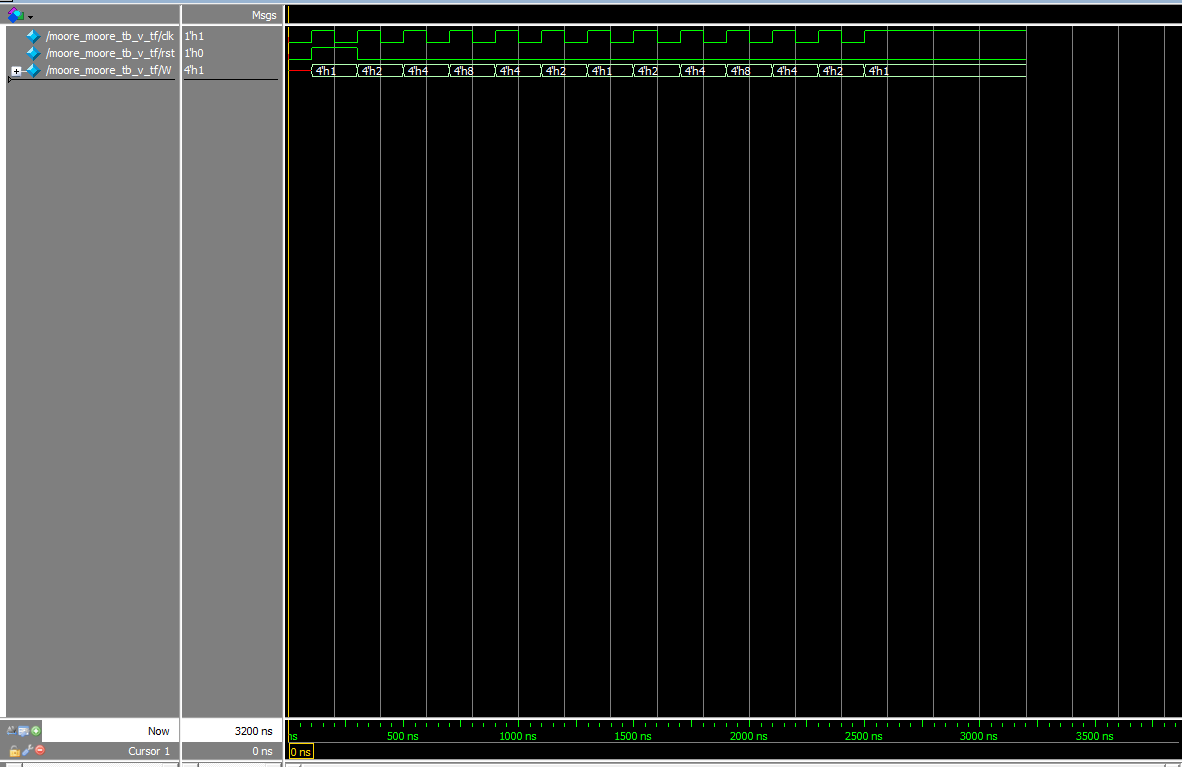 Msgs
/moore_moore_tb_v_tf/clk 1'h1
/moore_moore_tb_v_tf/rst 1'h0
/moore_moore_tb_v_tf/W 4'h1 4'h1 4'h2 4'h4 4'h8 4'h4 4'h2 4'h1 4'h2 4'h4 4'h8 4'h4 4'h2 4'h1
Now 3200 ns ns 500 ns 1000 ns 1500 ns 2000 ns 2500 ns 3000 ns 3500 ns
Cursor 1 0 ns 0 ns